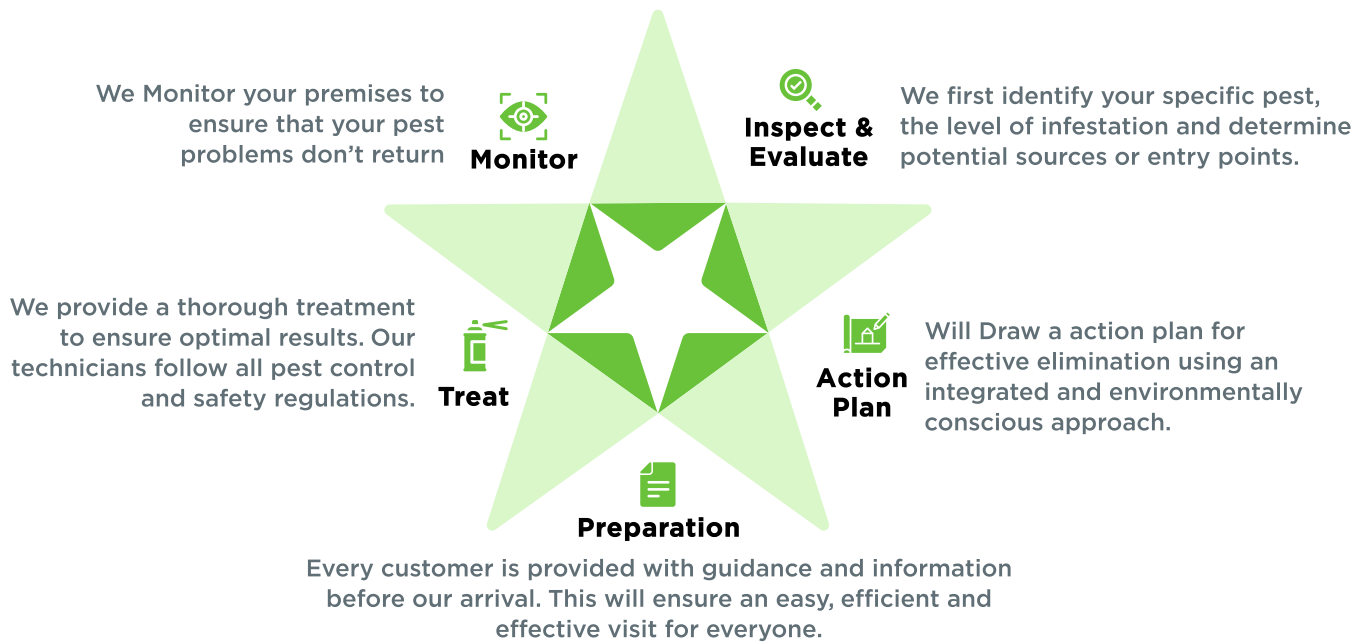 Inspect &
Evaluate
We first identify your specific pest,
the level of infestation and determine
potential sources or entry points.
Action
Plan
Will Draw a action plan for
effective elimination using an
integrated and environmentally
conscious approach.
Preparation
Every customer is provided with guidance and information
before our arrival. This will ensure an easy, efficient and
effective visit for everyone.
Treat
We provide a thorough treatment
to ensure optimal results. Our
technicians follow all pest control
and safety regulations.
Monitor
We Monitor your premises to
ensure that your pest
problems don’t return